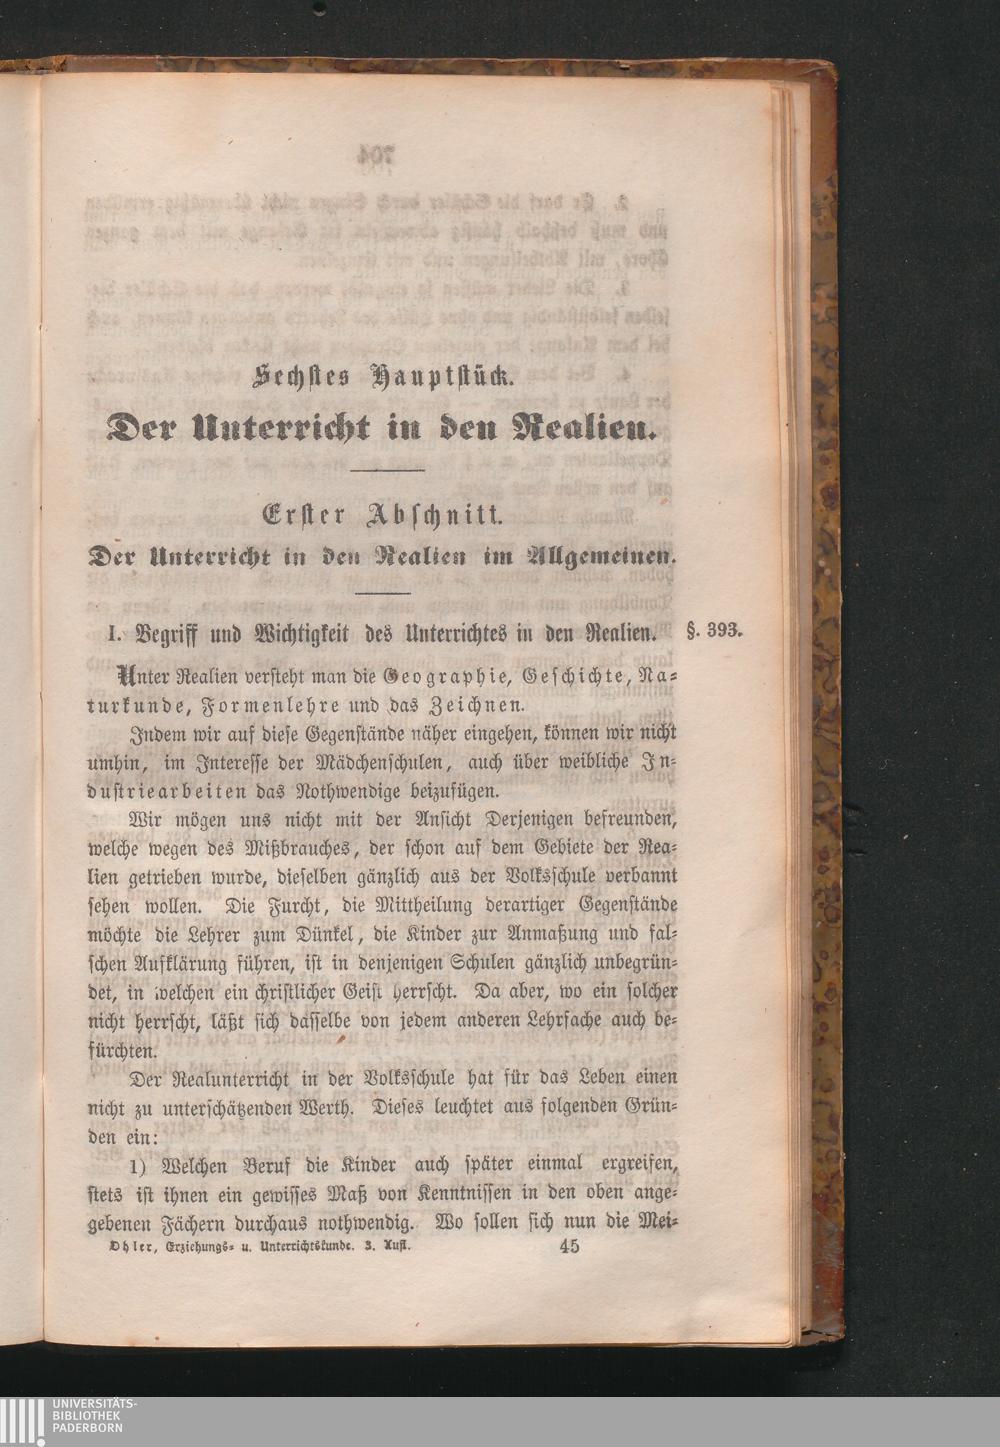 Sechstes Hauptstück.
Der Unterricht in den Realien.
Erster Abschnitt.
Der Unterricht in den Realien im Allgemeinen.
I. Begriff und Wichtigkeit des Unterrichtes in den Realien. §. 393.
Unter Realien versteht man die Geographie, Geschichte, Na-
turkunde, Formenlehre und das Zeichnen.
Indem wir auf diese Gegenstände näher eingehen, können wir nicht
umhin, im Interesse der Mädchenschulen, auch über weibliche In-
dustriearbeiten das Nothwendige beizufügen.
Wir mögen uns nicht mit der Ansicht Derjenigen befreunden,
welche wegen des Mißbrauches, der schon auf dem Gebiete der Rea-
lien getrieben wurde, dieselben gänzlich aus der Volksschule verbannt
sehen wollen. Die Furcht, die Mittheilung derartiger Gegenstände
möchte die Lehrer zum Dünkel, die Kinder zur Anmaßung und fal-
schen Aufklärung führen, ist in denjenigen Schulen gänzlich unbegrün-
det, in welchen ein christlicher Geist herrscht. Da aber, wo ein solcher
nicht herrscht, läßt sich dasselbe von jedem anderen Lehrfache auch be-
fürchten.
Der Realunterricht in der Volksschule hat für das Leben einen
nicht zu unterschätzenden Werth. Dieses leuchtet aus folgenden Grün-
den ein:
1) Welchen Beruf die Kinder auch später einmal ergreifen,
stets ist ihnen ein gewisses Maß von Kenntnissen in den oben ange-
gebenen Fächern durchaus nothwendig. Wo sollen sich nun die Mei-
Ohler, Erziehungs- u. Unterrichtskunde. 3. Aufl. 45
UNIVERSITÄTS-
BIBLIOTHEK
PADERBORN